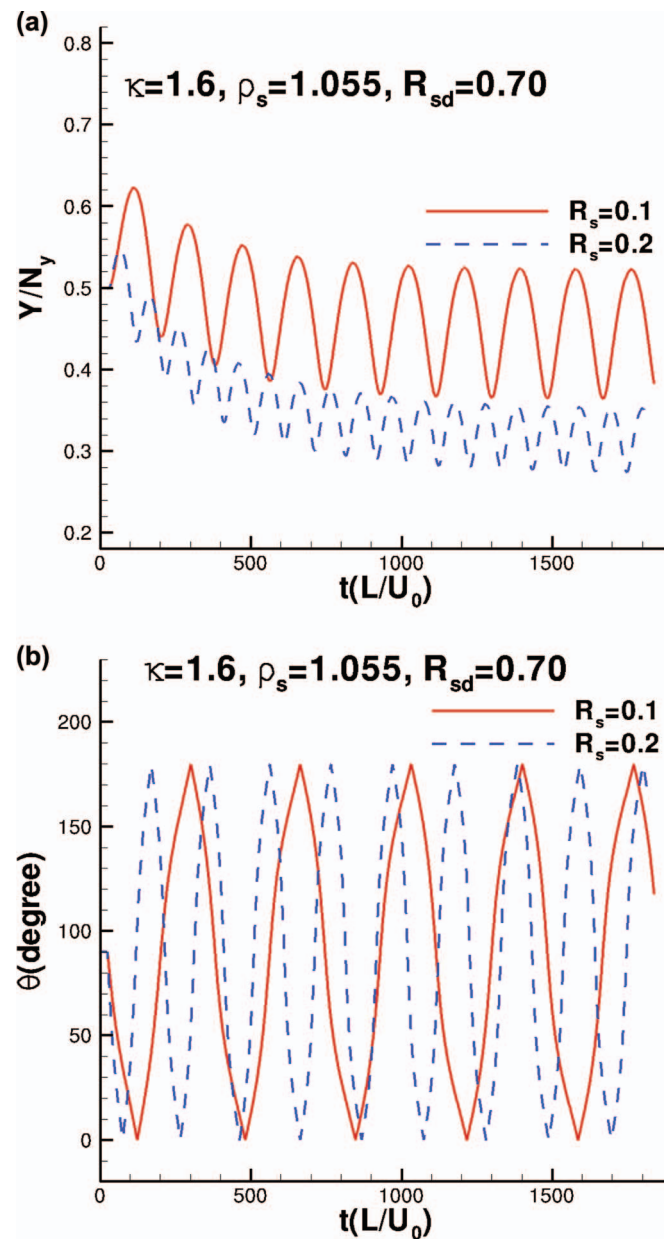 (a)
0.8
κ=1.6, ρs=1.055, Rsd=0.70
0.7
Rs=0.1
Rs=0.2
0.6
Y/Ny
0.5
0.4
0.3
0.2
0 500 1000 1500
t(L/U0)
(b)
κ=1.6, ρs=1.055, Rsd=0.70
Rs=0.1
Rs=0.2
200
150
θ(degree)
100
50
0
0 500 1000 1500
t(L/U0)